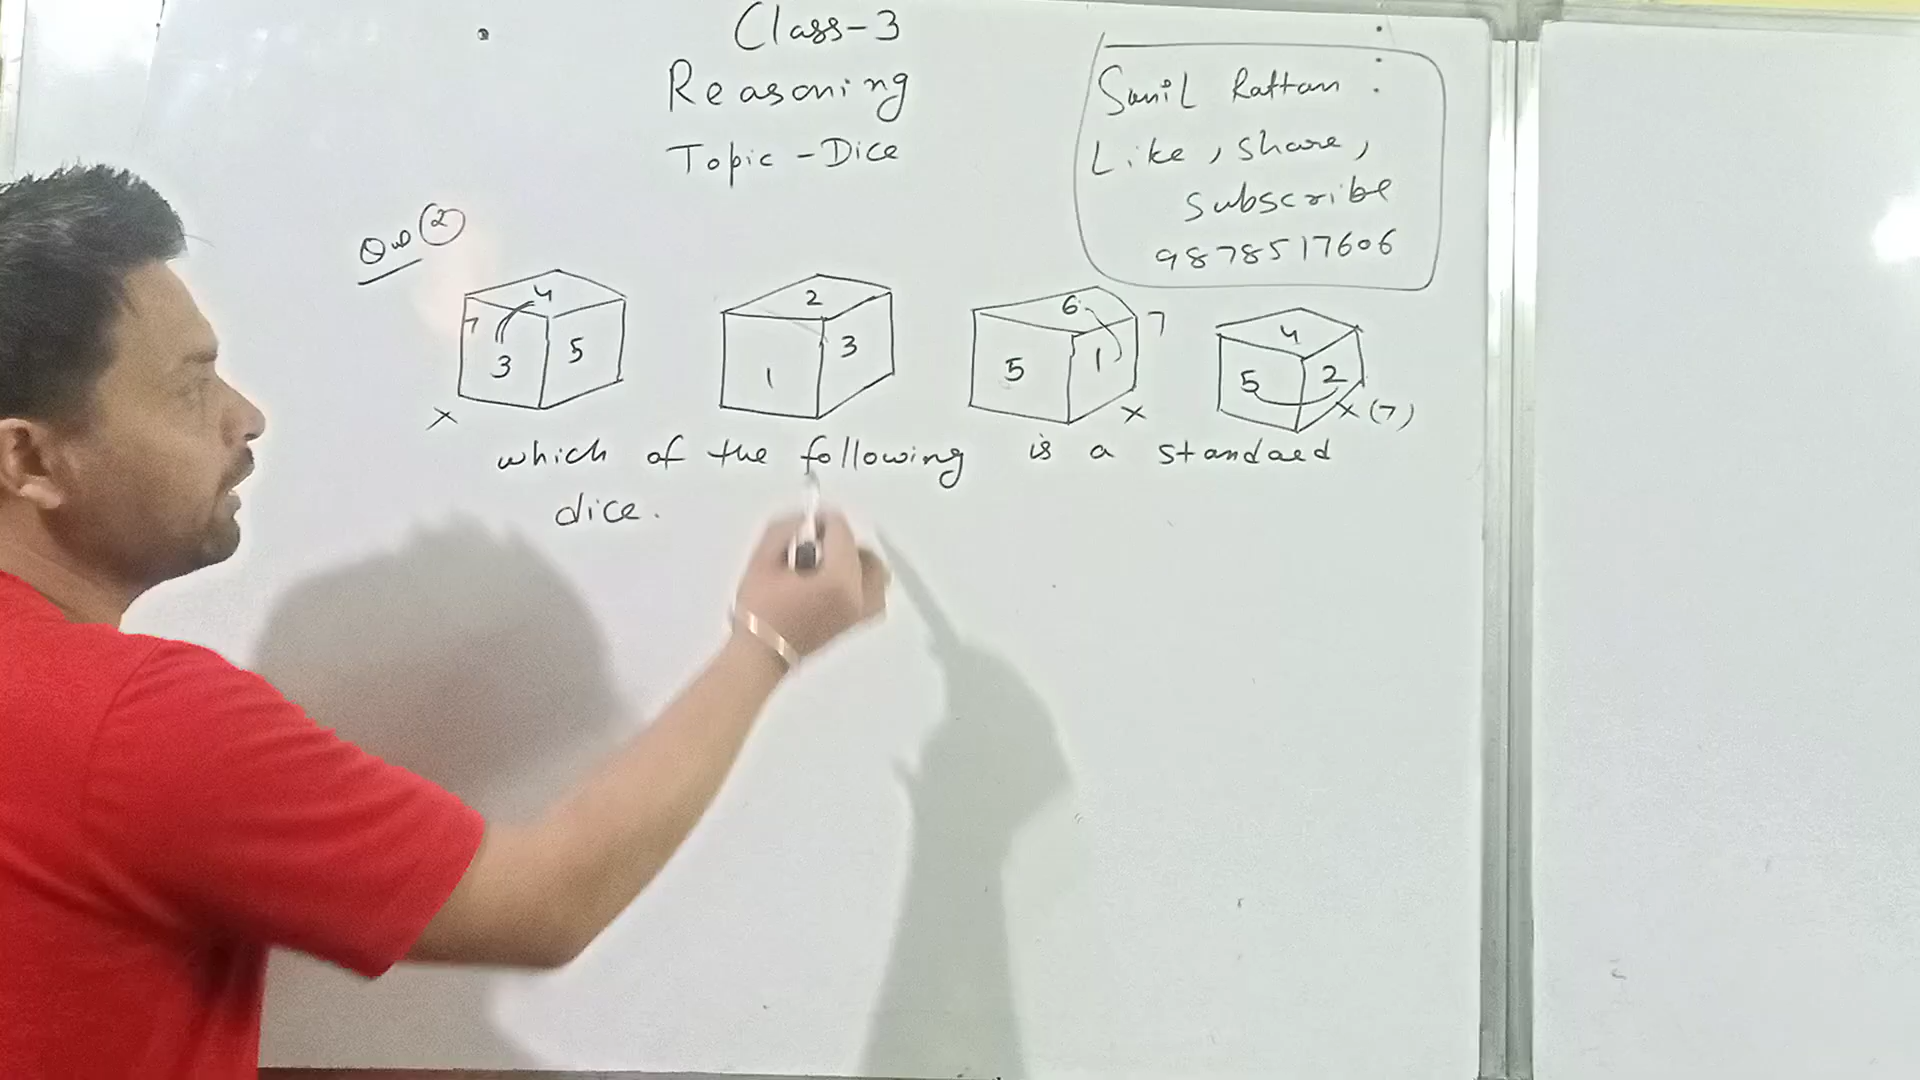 Class-3
Reasoning
Topic - Dice
Sunil Rattan
Like, share,
subscribe
9878517606
Que (2)
4
7
3
5
x
2
1
3
6
7
5
1
x
4
5
2
x (7)
which of the following is a standard
dice.